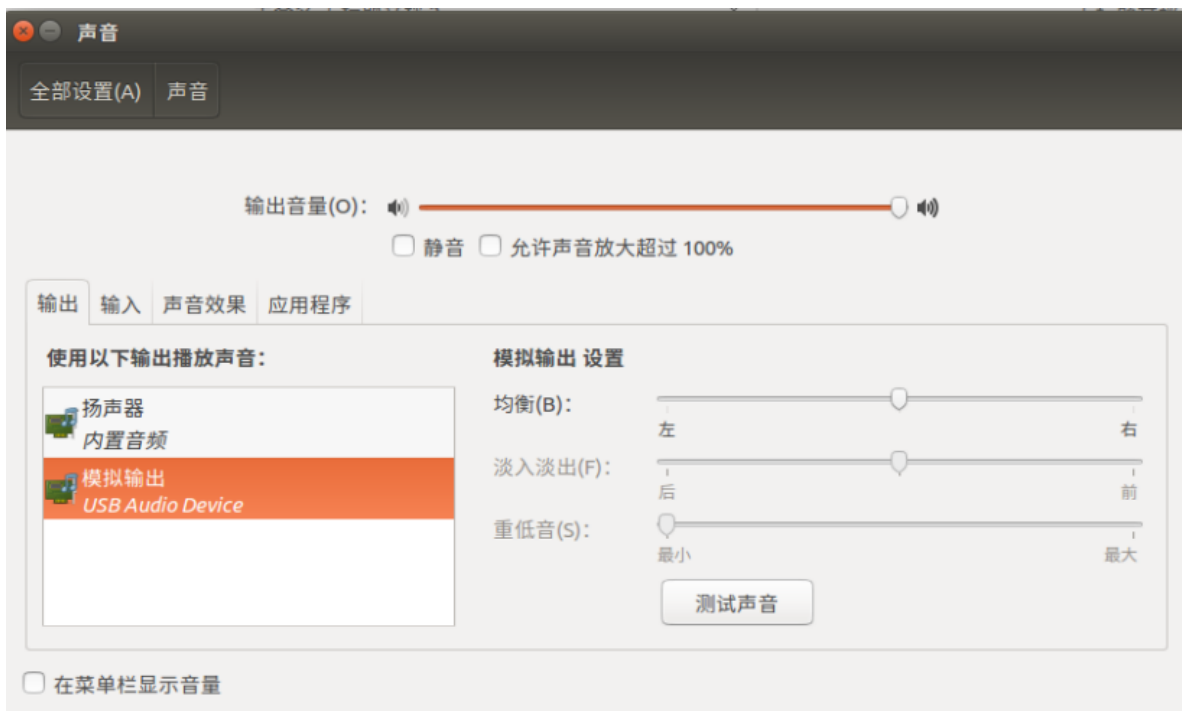 声音
全部设置(A) 声音
输出音量(O):
静音 允许声音放大超过 100%
输出 输入 声音效果 应用程序
使用以下输出播放声音:
扬声器
内置音频
模拟输出
USB Audio Device
模拟输出 设置
均衡(B):
左 右
淡入淡出(F):
后 前
重低音(S):
最小 最大
测试声音
在菜单栏显示音量